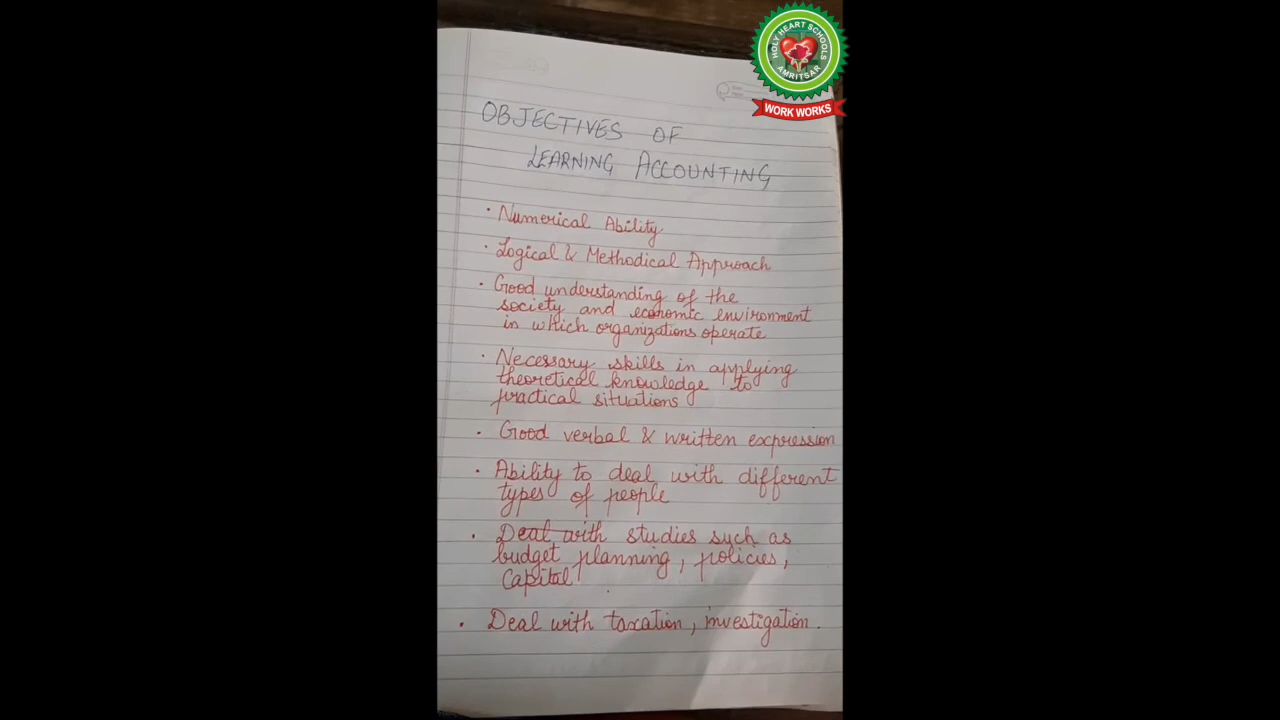 HOLY HEART SCHOOLS
AMRITSAR
WORK WORKS
OBJECTIVES OF
LEARNING ACCOUNTING
· Numerical Ability
· Logical & Methodical Approach
· Good understanding of the
society and economic environment
in which organizations operate
· Necessary skills in applying
theoretical knowledge to
practical situations
· Good verbal & written expression
· Ability to deal with different
types of people
· Deal with studies such as
budget planning, policies,
Capital
· Deal with taxation, investigation.